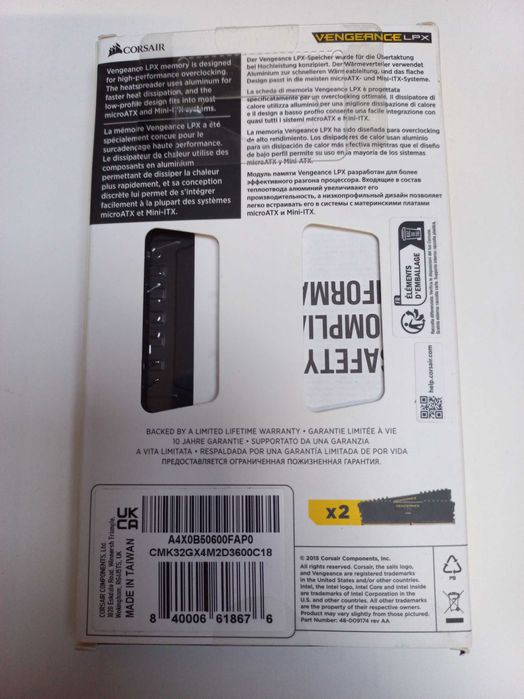 CORSAIR
VENGEANCE LPX
Vengeance LPX memory is designed
for high-performance overclocking.
The heatspreader uses aluminum for
faster heat dissipation, and the
low-profile design fits into most
microATX and Mini-ITX systems.
La mémoire Vengeance LPX a été
spécialement conçue pour le
surcadençage haute performance.
Le dissipateur de chaleur utilise des
composants en aluminium
permettant de dissiper la chaleur
plus rapidement, et sa conception
discrète lui permet de s'intégrer
facilement à la plupart des systèmes
microATX et Mini-ITX.
Der Vengeance LPX-Speicher wurde für die Übertaktung
bei Hochleistung konzipiert. Der Wärmeverteiler verwendet
Aluminium zur schnelleren Wärmeableitung, und das flache
Design passt in die meisten microATX- und Mini-ITX-Systeme.
La scheda di memoria Vengeance LPX è progettata
specificatamente per un overclocking ottimale. Il dissipatore di
calore utilizza alluminio per una migliore dissipazione di calore
e il design a basso profilo consente una facile integrazione con
quasi tutti i sistemi microATX e Mini-ITX.
La memoria Vengeance LPX ha sido diseñada para overclocking
de alto rendimiento. Los disipadores de calor usan aluminio
para un disipación de calor más efectiva mientras que el diseño
de bajo perfil permite su uso en la mayoría de los sistemas
microATX y Mini-ATX.
Модуль памяти Vengeance LPX разработан для более
эффективного разгона процессора. Входящие в состав
теплоотвода алюминий увеличивают его
производительность, а низкопрофильный дизайн позволяет
легко встраивать его в системы с материнскими платами
microATX и Mini-ITX.
SAFETY
OMPLIA
FORMA
FR
ÉLÉMENTS
D'EMBALLAGE
help.corsair.com
BACKED BY A LIMITED LIFETIME WARRANTY • GARANTIE LIMITÉE À VIE
10 JAHRE GARANTIE • SUPPORTATO DA UNA GARANZIA
A VITA LIMITATA • RESPALDADA POR UNA GARANTÍA LIMITADA DE POR VIDA
ПРЕДОСТАВЛЯЕТСЯ ОГРАНИЧЕННАЯ ПОЖИЗНЕННАЯ ГАРАНТИЯ.
x2
UK
CA
MADE IN TAIWAN
CORSAIR COMPONENTS, Ltd.
1020 Eskdale Road, Winnersh Triangle,
Wokingham, RG415TS, UK
A4X0B50600FAP0
CMK32GX4M2D3600C18
8 40006 61867 6
© 2015 Corsair Components, Inc.
All rights reserved. Corsair, the sails logo,
and Vengeance are registered trademarks
in the United States and/or other countries.
Intel, the Intel logo, Intel Core and Intel Inside
are trademarks of Intel Corporation in the
U.S. and other countries. All other trademarks
are the property of their respective owners.
Product may vary slightly from those pictured.
Part Number: 48-009174 rev AA
PB